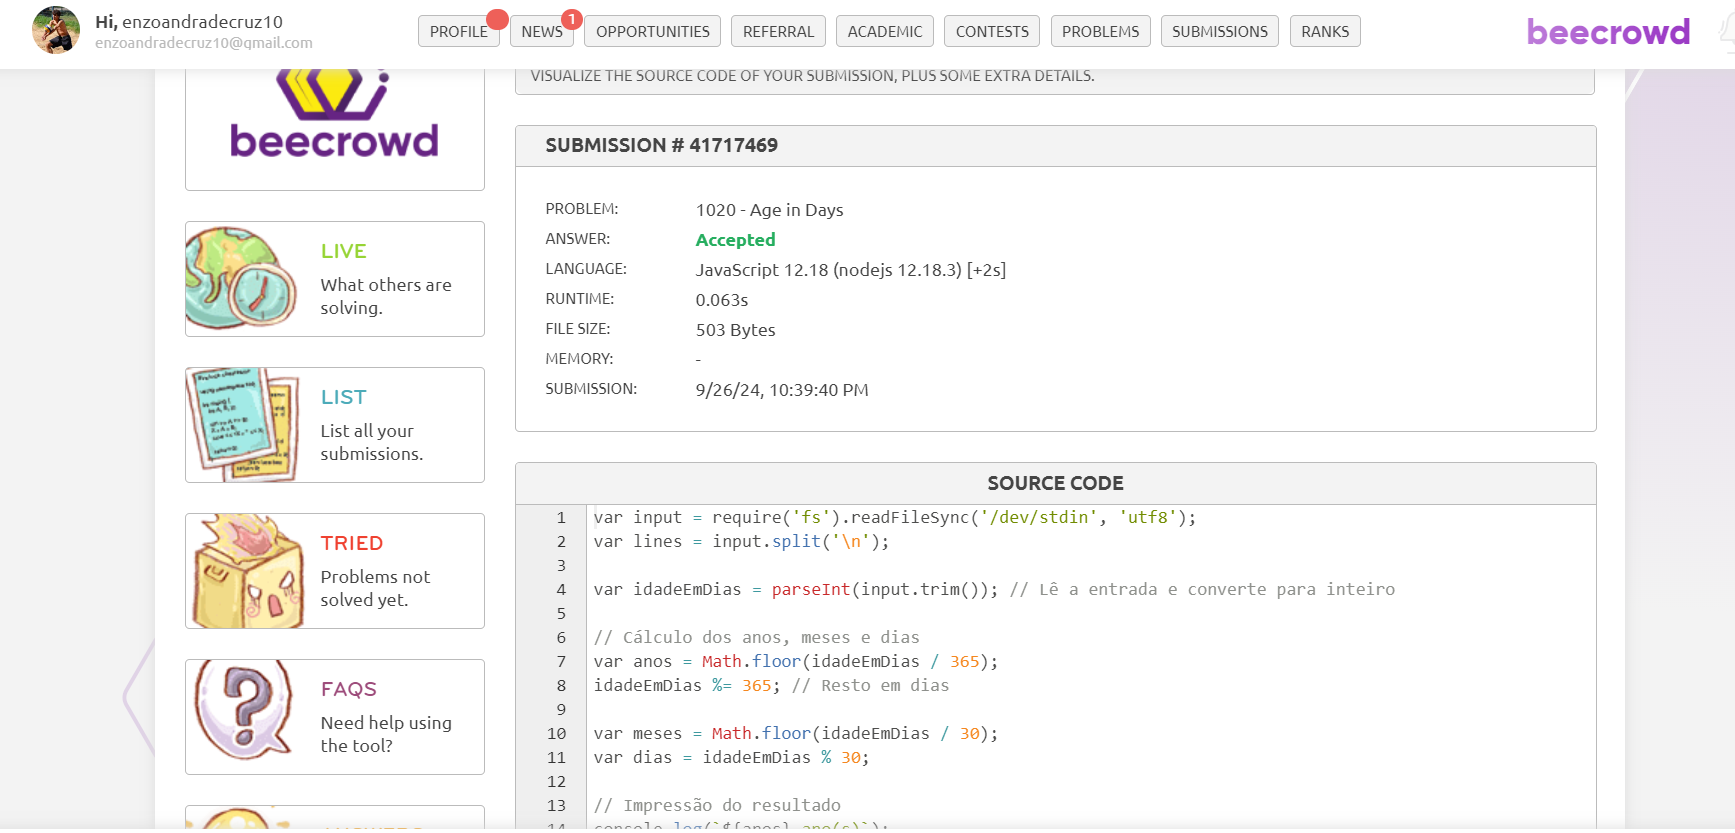 Hi, enzoandradecruz10
enzoandradecruz10@gmail.com
PROFILE
NEWS
1
OPPORTUNITIES
REFERRAL
ACADEMIC
CONTESTS
PROBLEMS
SUBMISSIONS
RANKS
beecrowd
beecrowd
LIVE
What others are
solving.
LIST
List all your
submissions.
TRIED
Problems not
solved yet.
FAQS
Need help using
the tool?
VISUALIZE THE SOURCE CODE OF YOUR SUBMISSION, PLUS SOME EXTRA DETAILS.
SUBMISSION # 41717469
PROBLEM: 1020 - Age in Days
ANSWER: Accepted
LANGUAGE: JavaScript 12.18 (nodejs 12.18.3) [+2s]
RUNTIME: 0.063s
FILE SIZE: 503 Bytes
MEMORY: -
SUBMISSION: 9/26/24, 10:39:40 PM
SOURCE CODE
1 var input = require('fs').readFileSync('/dev/stdin', 'utf8');
2 var lines = input.split('\n');
3
4 var idadeEmDias = parseInt(input.trim()); // Lê a entrada e converte para inteiro
5
6 // Cálculo dos anos, meses e dias
7 var anos = Math.floor(idadeEmDias / 365);
8 idadeEmDias %= 365; // Resto em dias
9
10 var meses = Math.floor(idadeEmDias / 30);
11 var dias = idadeEmDias % 30;
12
13 // Impressão do resultado
14 console.log(`${anos} ano(s)`);